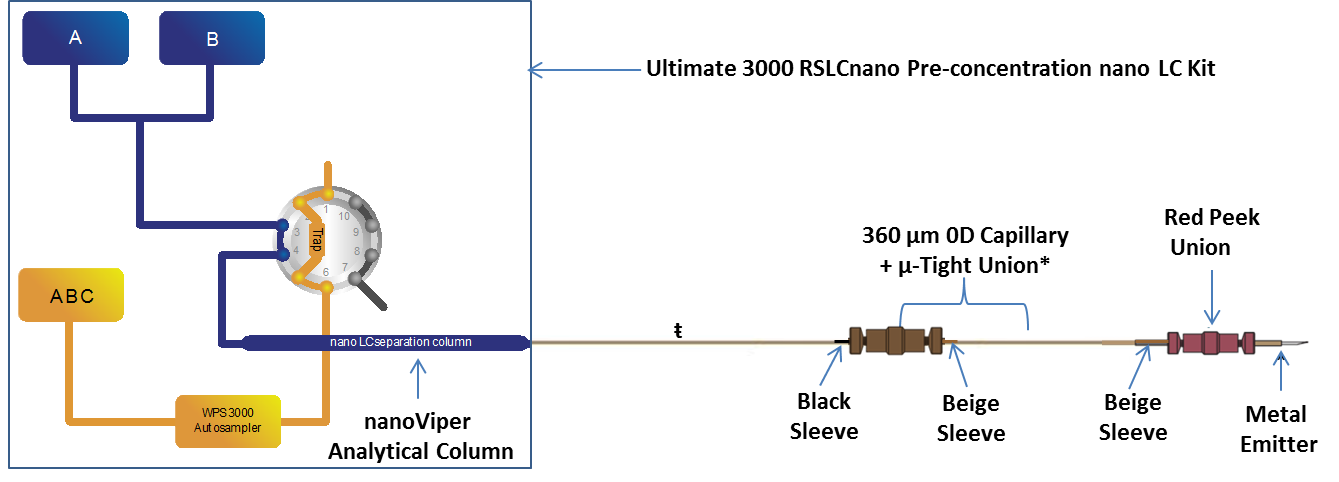 A
B
Ultimate 3000 RSLCnano Pre-concentration nano LC Kit
1
10
3
9
Trap
4
8
6
7
Red Peek
Union
360 µm 0D Capillary
+ µ-Tight Union*
ABC
nano LCseparation column
ŧ
WPS3000
Autosampler
nanoViper
Analytical Column
Black
Sleeve
Beige
Sleeve
Beige
Sleeve
Metal
Emitter